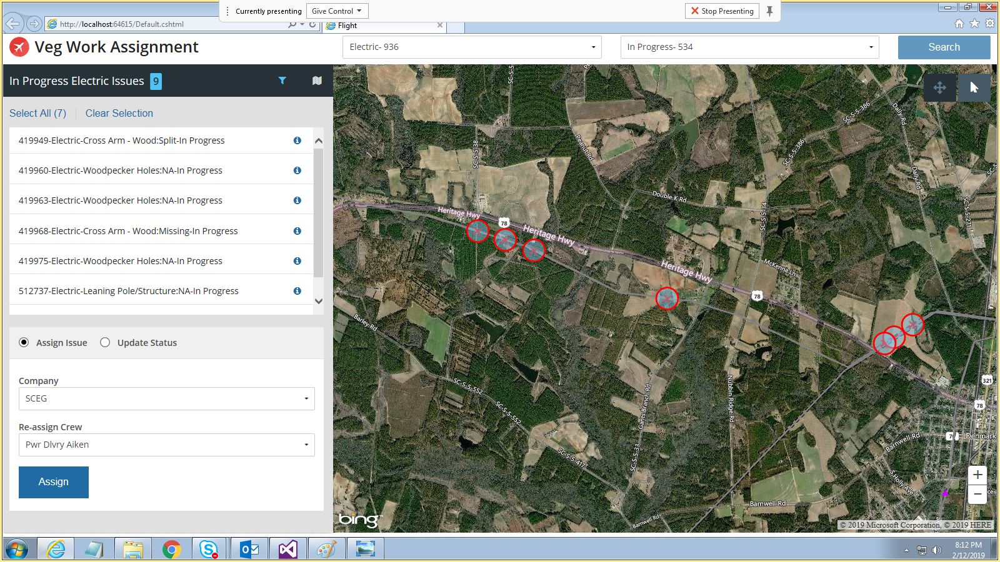 Currently presenting
Give Control
Stop Presenting
http://localhost:64615/Default.cshtml
Flight
Veg Work Assignment
Electric- 936
In Progress- 534
Search
In Progress Electric Issues 9
Select All (7)
Clear Selection
419949-Electric-Cross Arm - Wood:Split-In Progress
419960-Electric-Woodpecker Holes:NA-In Progress
419963-Electric-Woodpecker Holes:NA-In Progress
419968-Electric-Cross Arm - Wood:Missing-In Progress
419975-Electric-Woodpecker Holes:NA-In Progress
512737-Electric-Leaning Pole/Structure:NA-In Progress
Assign Issue
Update Status
Company
SCEG
Re-assign Crew
Pwr Dlvry Aiken
Assign
SC-S-5-386
Dally Rd
Peanut Rd
SC-S-5-38
SC-S-5-386
Dally Rd
Double K Rd
SC-S-5-34
SC-S-5-271
Heritage Hwy
78
Heritage Hwy
McKenna Ln
Heritage Hwy
78
Barley Rd
SC-S-5-552
SC-S-5-552
Gants Branch Rd
Nubbin Ridge Rd
321
78
Denmark
Barnwell Rd
SC-S-5-33
SC-S-5-417
S Holly Ave
Barnwell Rd
Barnwell Rd
bing
© 2019 Microsoft Corporation, © 2019 HERE
8:12 PM
2/12/2019